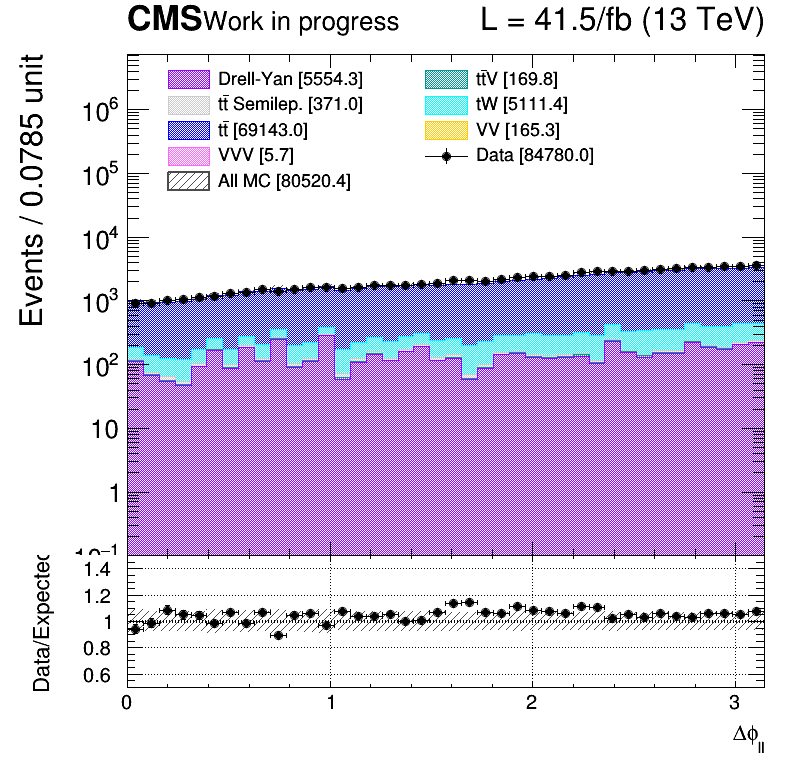 CMS Work in progress L = 41.5/fb (13 TeV)
Events / 0.0785 unit
Drell-Yan [5554.3]
tt̄ Semilep. [371.0]
tt̄ [69143.0]
VVV [5.7]
All MC [80520.4]
tt̄V [169.8]
tW [5111.4]
VV [165.3]
Data [84780.0]
10⁶
10⁵
10⁴
10³
10²
10
1
10⁻¹
Data/Expected
1.4
1.2
1
0.8
0.6
0 1 2 3
Δϕ_ll